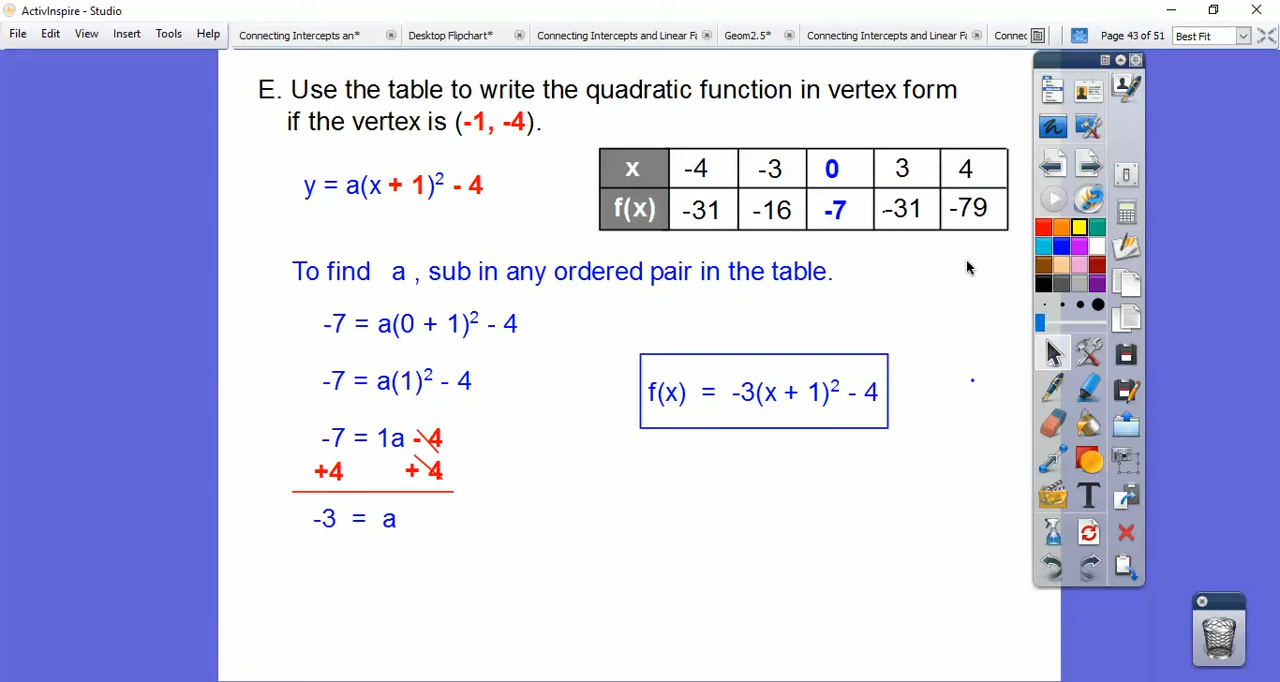 ActivInspire - Studio
File Edit View Insert Tools Help
Connecting Intercepts an* Desktop Flipchart* Connecting Intercepts and Linear Fa Geom2.5* Connecting Intercepts and Linear Fa Connec Page 43 of 51 Best Fit
E. Use the table to write the quadratic function in vertex form
if the vertex is (-1, -4).
x -4 -3 0 3 4
f(x) -31 -16 -7 -31 -79
y = a(x + 1)² - 4
To find a , sub in any ordered pair in the table.
-7 = a(0 + 1)² - 4
-7 = a(1)² - 4
-7 = 1a - 4
+4 + 4
-3 = a
f(x) = -3(x + 1)² - 4